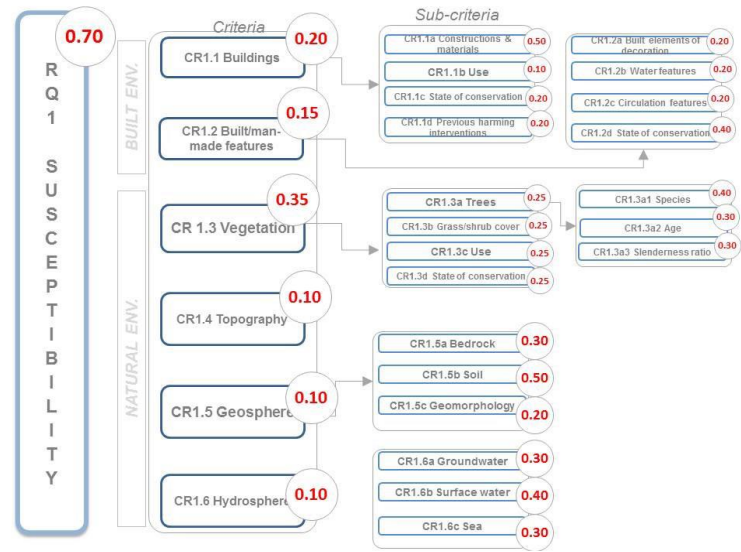 0.70
RQ1 SUSCEPTIBILITY
BUILT ENV.
NATURAL ENV.
Criteria
CR1.1 Buildings
0.20
CR1.2 Built/man-
made features
0.15
CR 1.3 Vegetation
0.35
CR1.4 Topography
0.10
CR1.5 Geosphere
0.10
CR1.6 Hydrosphere
0.10
Sub-criteria
CR1.1a Constructions &
materials
0.50
CR1.1b Use
0.10
CR1.1c State of conservation
0.20
CR1.1d Previous harming
interventions
0.20
CR1.2a Built elements of
decoration
0.20
CR1.2b Water features
0.20
CR1.2c Circulation features
0.20
CR1.2d State of conservation
0.40
CR1.3a Trees
0.25
CR1.3b Grass/shrub cover
0.25
CR1.3c Use
0.25
CR1.3d State of conservation
0.25
CR1.3a1 Species
0.40
CR1.3a2 Age
0.30
CR1.3a3 Slenderness ratio
0.30
CR1.5a Bedrock
0.30
CR1.5b Soil
0.50
CR1.5c Geomorphology
0.20
CR1.6a Groundwater
0.30
CR1.6b Surface water
0.40
CR1.6c Sea
0.30